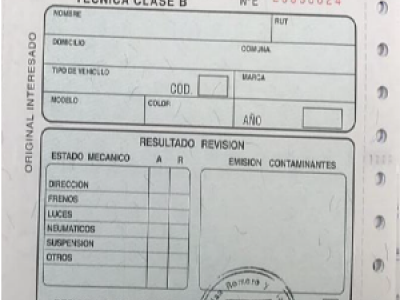 TECNICA CLASE B Nº E
NOMBRE RUT
DOMICILIO COMUNA
TIPO DE VEHICULO COD. MARCA
MODELO COLOR AÑO
ORIGINAL INTERESADO
RESULTADO REVISION
ESTADO MECANICO A R EMISION CONTAMINANTES
DIRECCION
FRENOS
LUCES
NEUMATICOS
SUSPENSION
OTROS
Romero y